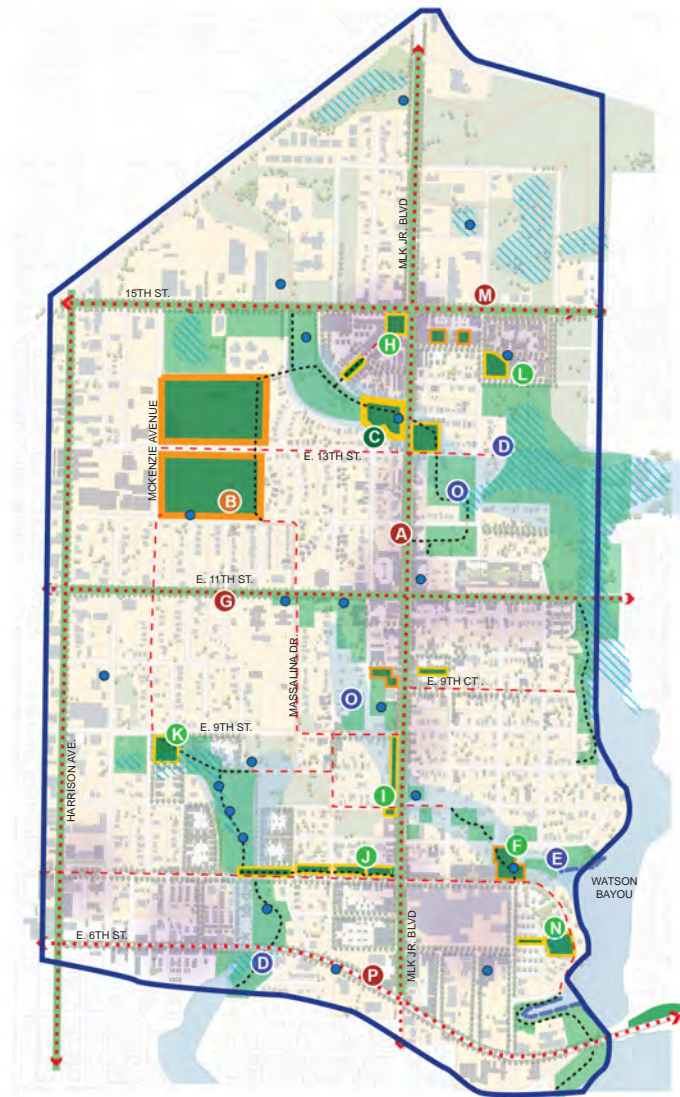 MLK JR. BLVD
15TH ST.
M
H
L
MCKENZIE AVENUE
C
E. 13TH ST.
D
B
O
A
E. 11TH ST.
G
MASSALINA DR.
O
E. 9TH CT .
E. 9TH ST.
K
HARRISON AVE.
I
J
F
E
WATSON
BAYOU
E. 6TH ST.
MLK JR. BLVD
N
D
P